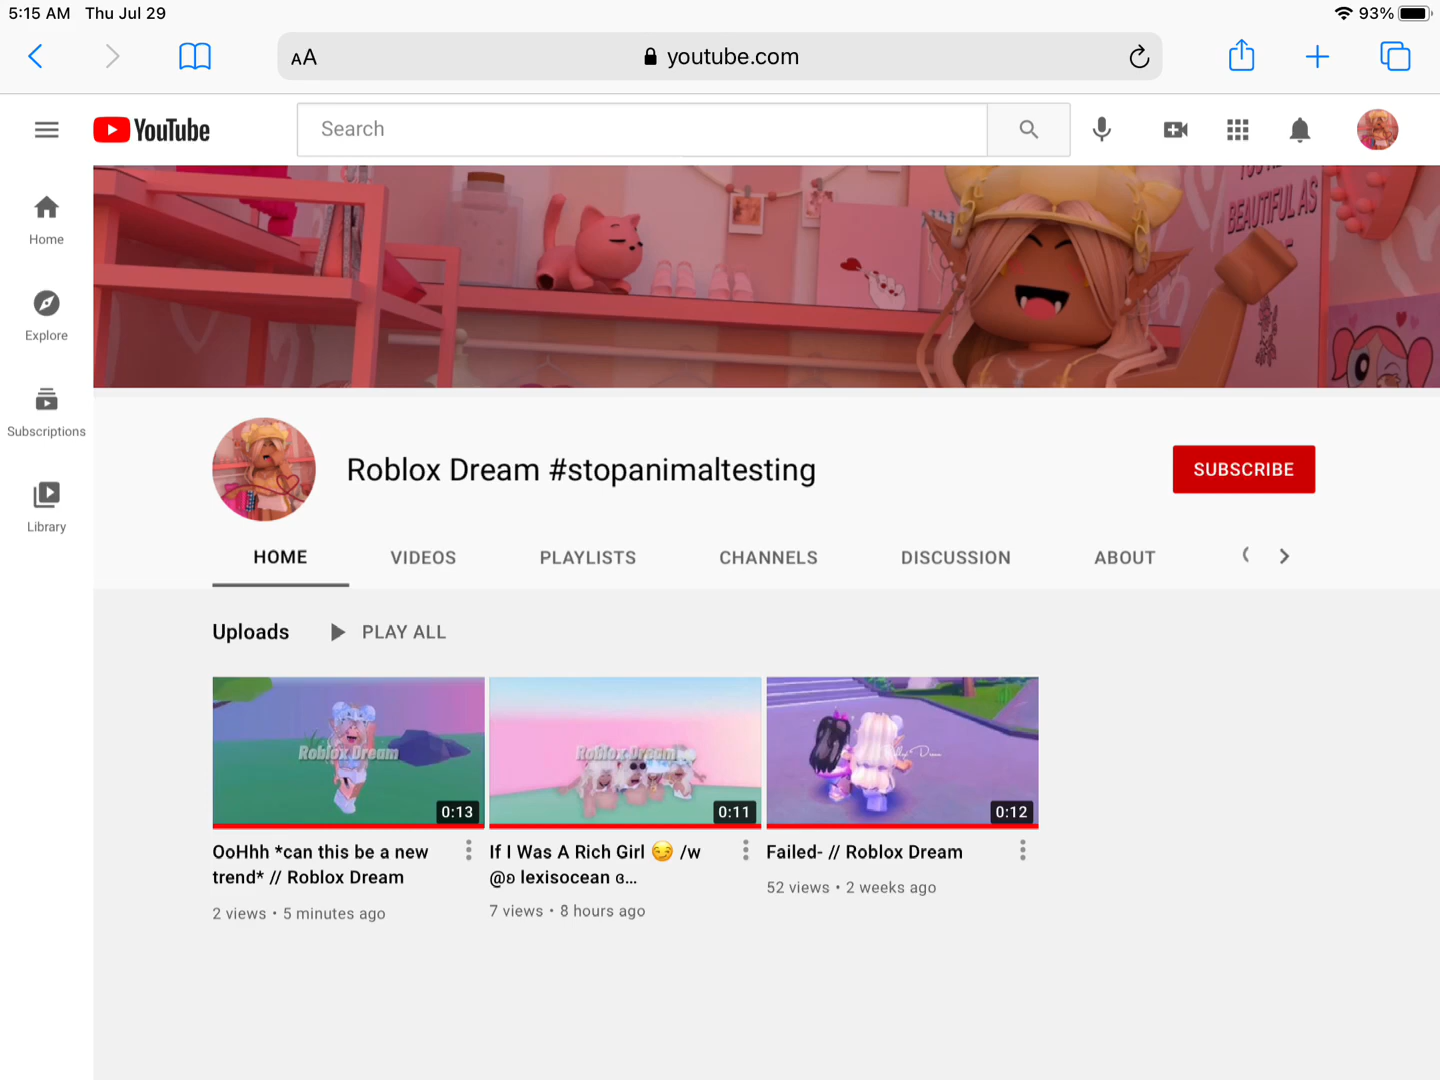 5:15 AM Thu Jul 29
93%
AA
youtube.com
YouTube
Search
BEAUTIFUL AS
Home
Explore
Subscriptions
Library
Roblox Dream #stopanimaltesting
SUBSCRIBE
HOME VIDEOS PLAYLISTS CHANNELS DISCUSSION ABOUT
Uploads PLAY ALL
Roblox Dream
0:13
Roblox Dream
0:11
0:12
OoHhh *can this be a new
trend* // Roblox Dream
2 views • 5 minutes ago
If I Was A Rich Girl 😏 /w
@ʚ lexisocean ɞ...
7 views • 8 hours ago
Failed- // Roblox Dream
52 views • 2 weeks ago